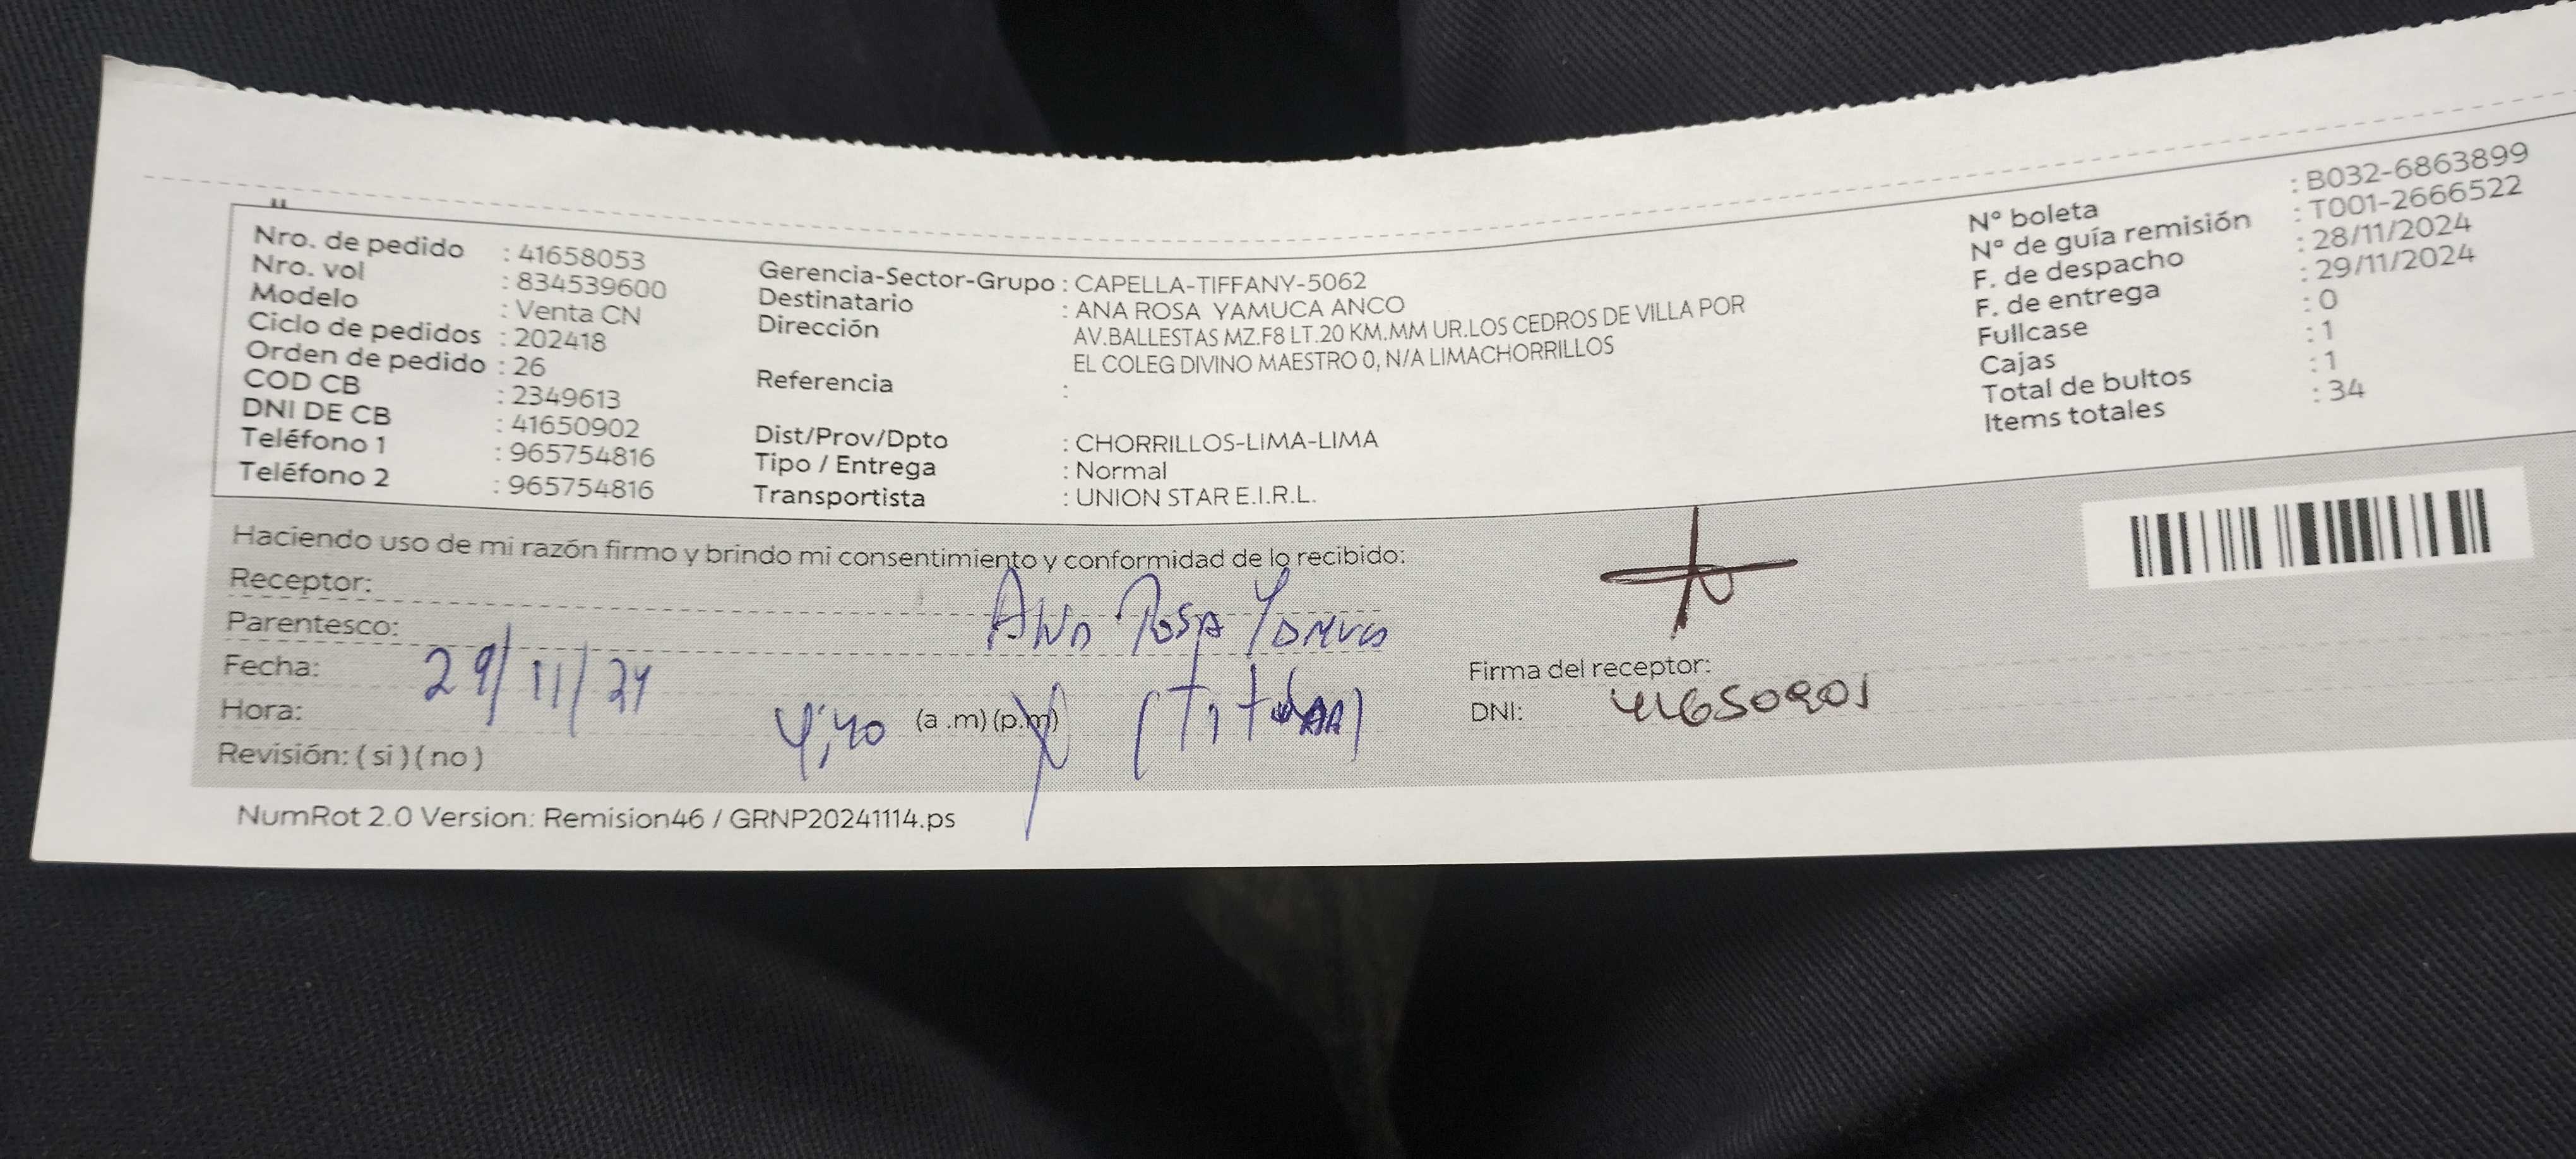 Nro. de pedido : 41658053
Nro. vol : 834539600
Modelo : Venta CN
Ciclo de pedidos : 202418
Orden de pedido : 26
COD CB : 2349613
DNI DE CB : 41650902
Teléfono 1 : 965754816
Teléfono 2 : 965754816
Gerencia-Sector-Grupo : CAPELLA-TIFFANY-5062
Destinatario : ANA ROSA YAMUCA ANCO
Dirección : AV.BALLESTAS MZ.F8 LT.20 KM.MM UR.LOS CEDROS DE VILLA POR
EL COLEG DIVINO MAESTRO 0, N/A LIMACHORRILLOS
Referencia :
Dist/Prov/Dpto : CHORRILLOS-LIMA-LIMA
Tipo / Entrega : Normal
Transportista : UNION STAR E.I.R.L.
N° boleta : B032-6863899
N° de guía remisión : T001-2666522
F. de despacho : 28/11/2024
F. de entrega : 29/11/2024
Fullcase : 0
Cajas : 1
Total de bultos : 1
Items totales : 34
Haciendo uso de mi razón firmo y brindo mi consentimiento y conformidad de lo recibido:
Receptor: Ana Rosa Yamuca
Parentesco: (Titular)
Fecha: 29/11/24
Hora: 4:40 (a .m) (p.m)
Revisión: ( si ) ( no )
Firma del receptor:
DNI:
NumRot 2.0 Version: Remision46 / GRNP20241114.ps